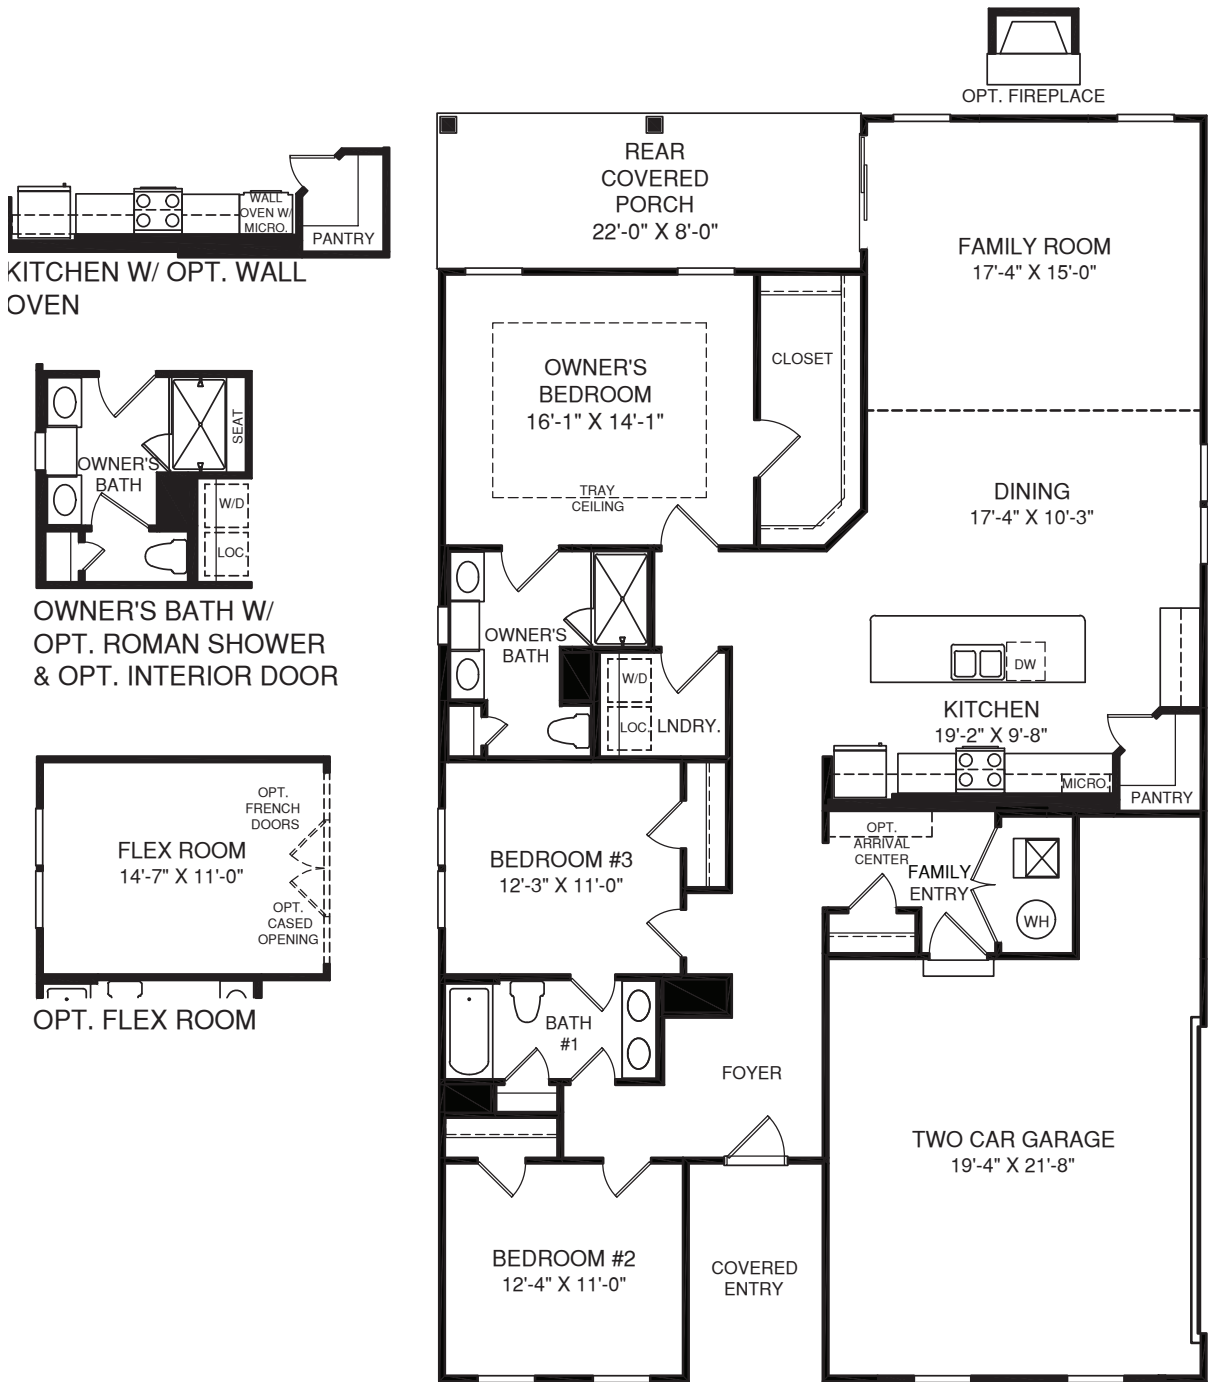 OPT. FIREPLACE
REAR
COVERED
PORCH
22'-0" X 8'-0"
FAMILY ROOM
17'-4" X 15'-0"
WALL
OVEN W/
MICRO.
PANTRY
KITCHEN W/ OPT. WALL
OVEN
OWNER'S
BEDROOM
16'-1" X 14'-1"
TRAY
CEILING
CLOSET
DINING
17'-4" X 10'-3"
SEAT
OWNER'S
BATH
W/D
LOC.
OWNER'S BATH W/
OPT. ROMAN SHOWER
& OPT. INTERIOR DOOR
OWNER'S
BATH
W/D
LOC.
LNDRY.
DW
KITCHEN
19'-2" X 9'-8"
MICRO.
PANTRY
OPT.
FRENCH
DOORS
FLEX ROOM
14'-7" X 11'-0"
OPT.
CASED
OPENING
OPT. FLEX ROOM
BEDROOM #3
12'-3" X 11'-0"
OPT.
ARRIVAL
CENTER
FAMILY
ENTRY
WH
BATH
#1
FOYER
TWO CAR GARAGE
19'-4" X 21'-8"
BEDROOM #2
12'-4" X 11'-0"
COVERED
ENTRY